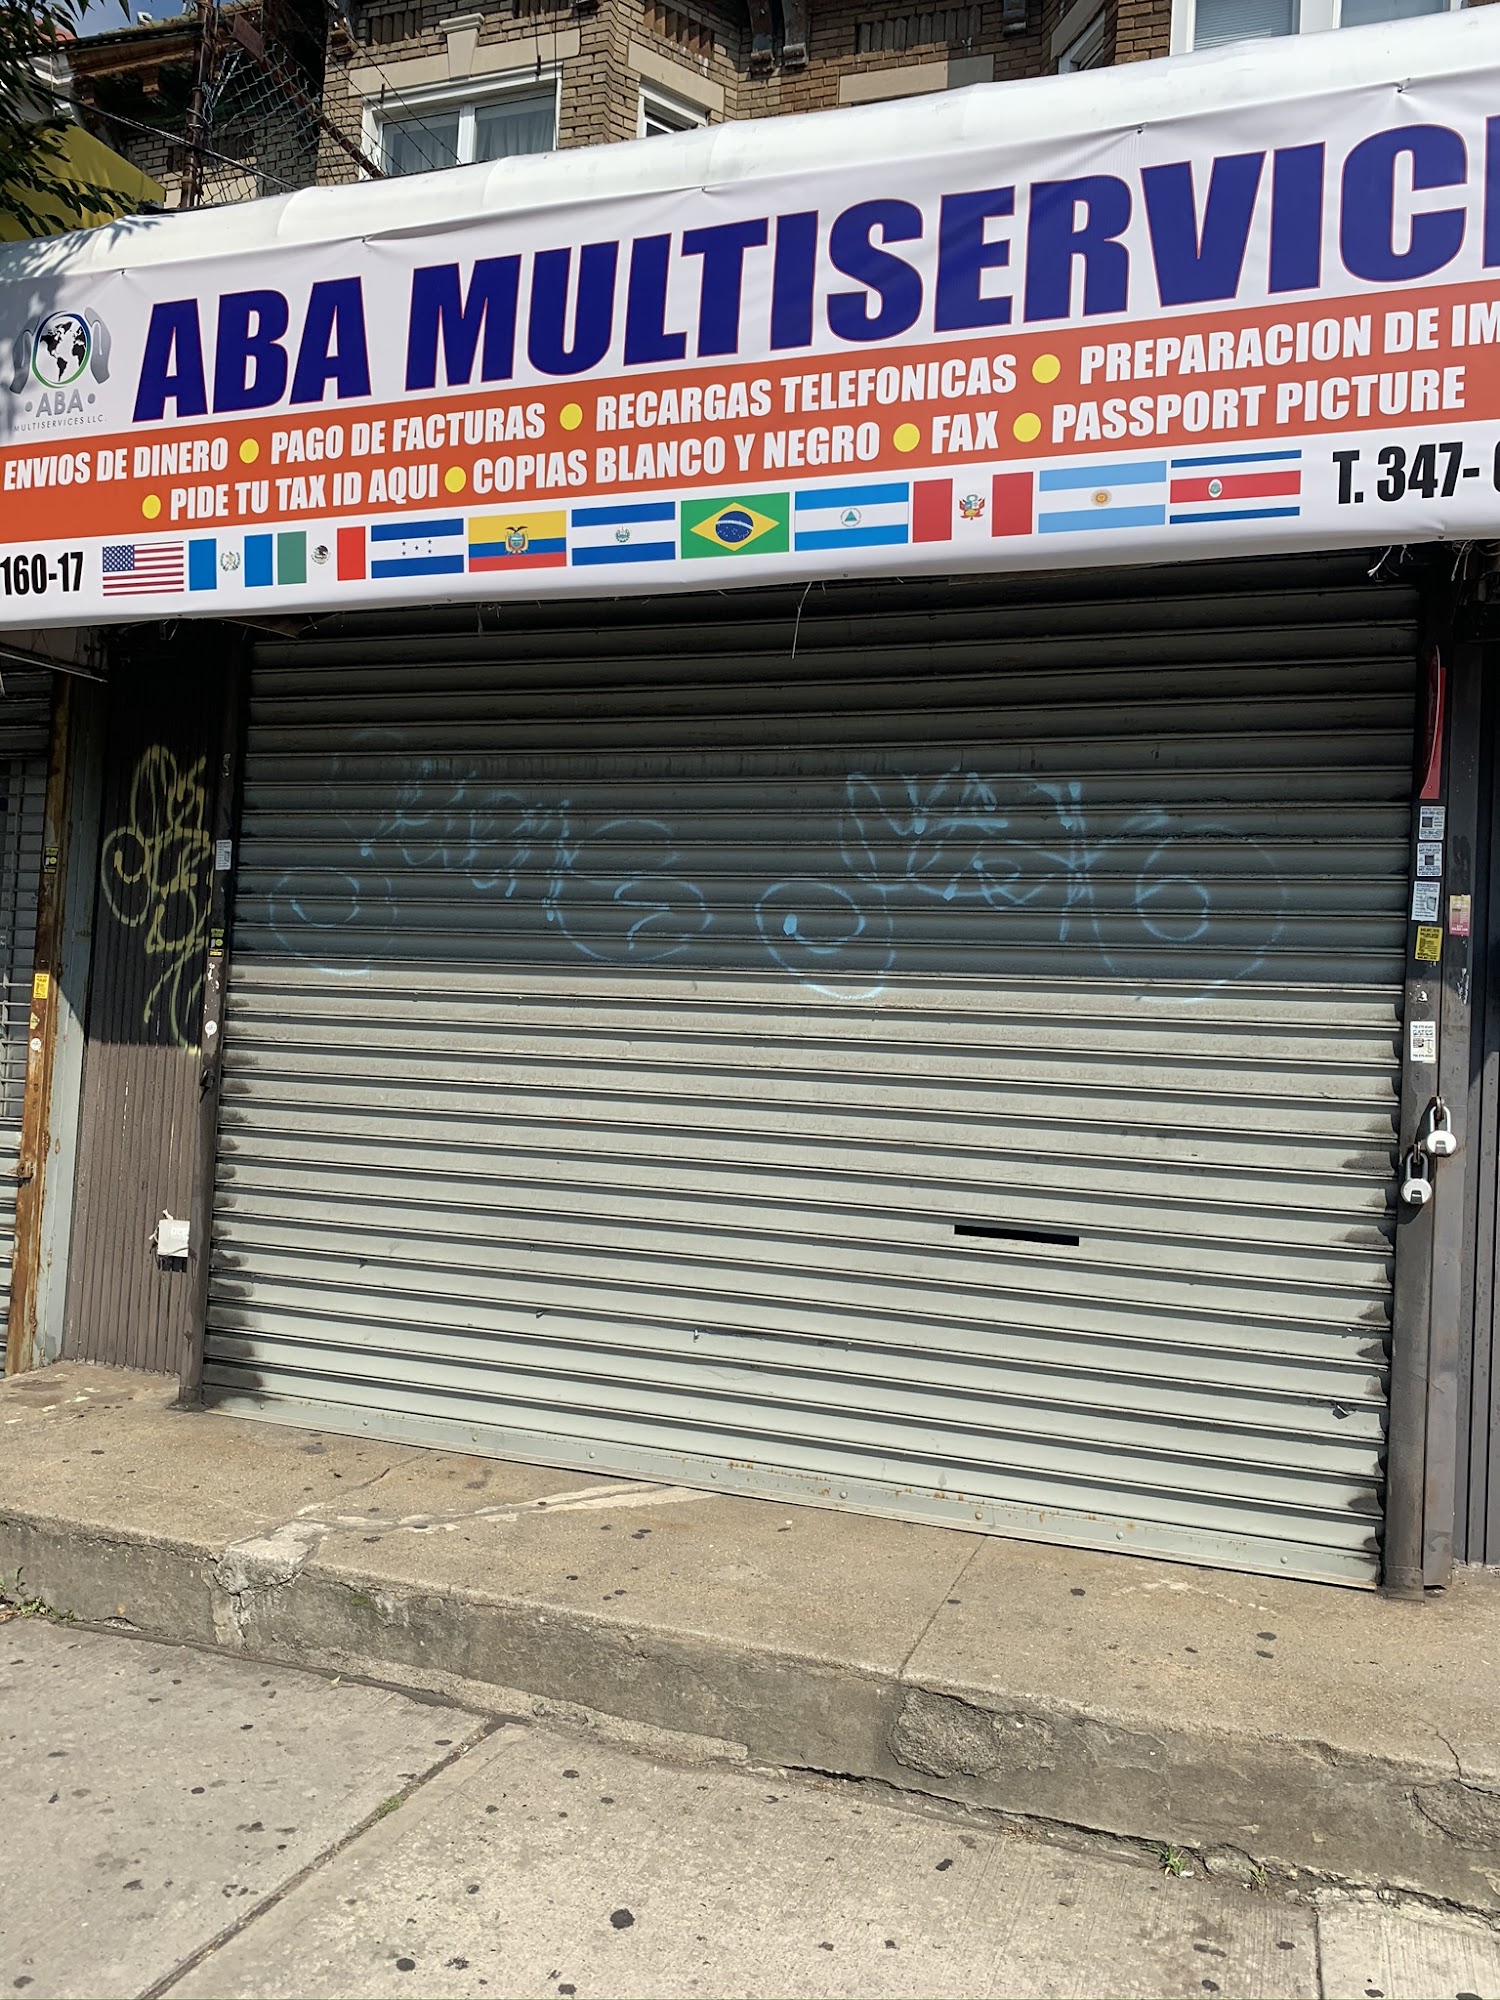 ABA MULTISERVIC
ABA
MULTISERVICES LLC.
ENVIOS DE DINERO PAGO DE FACTURAS RECARGAS TELEFONICAS PREPARACION DE IM
PIDE TU TAX ID AQUI COPIAS BLANCO Y NEGRO FAX PASSPORT PICTURE
160-17
T. 347-